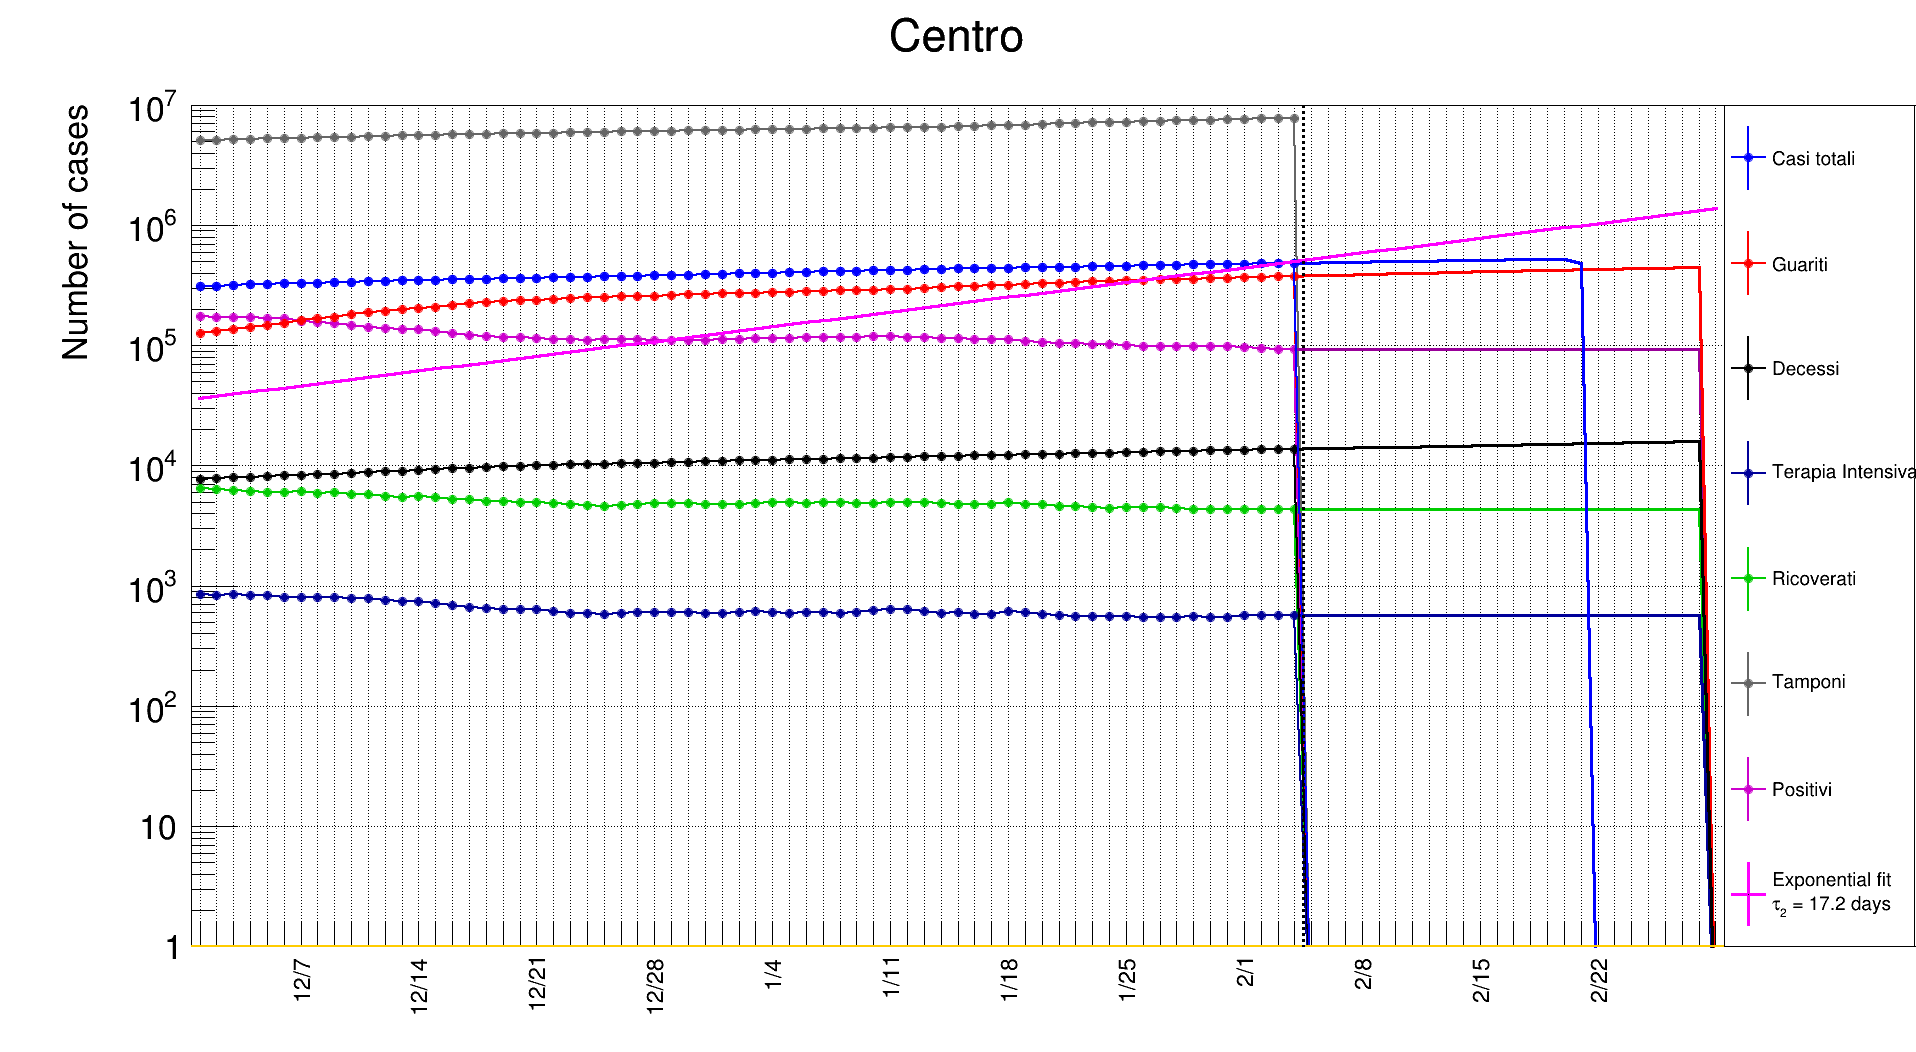 Centro
Number of cases
10^7
10^6
10^5
10^4
10^3
10^2
10
1
12/7
12/14
12/21
12/28
1/4
1/11
1/18
1/25
2/1
2/8
2/15
2/22
Casi totali
Guariti
Decessi
Terapia Intensiva
Ricoverati
Tamponi
Positivi
Exponential fit
τ₂ = 17.2 days